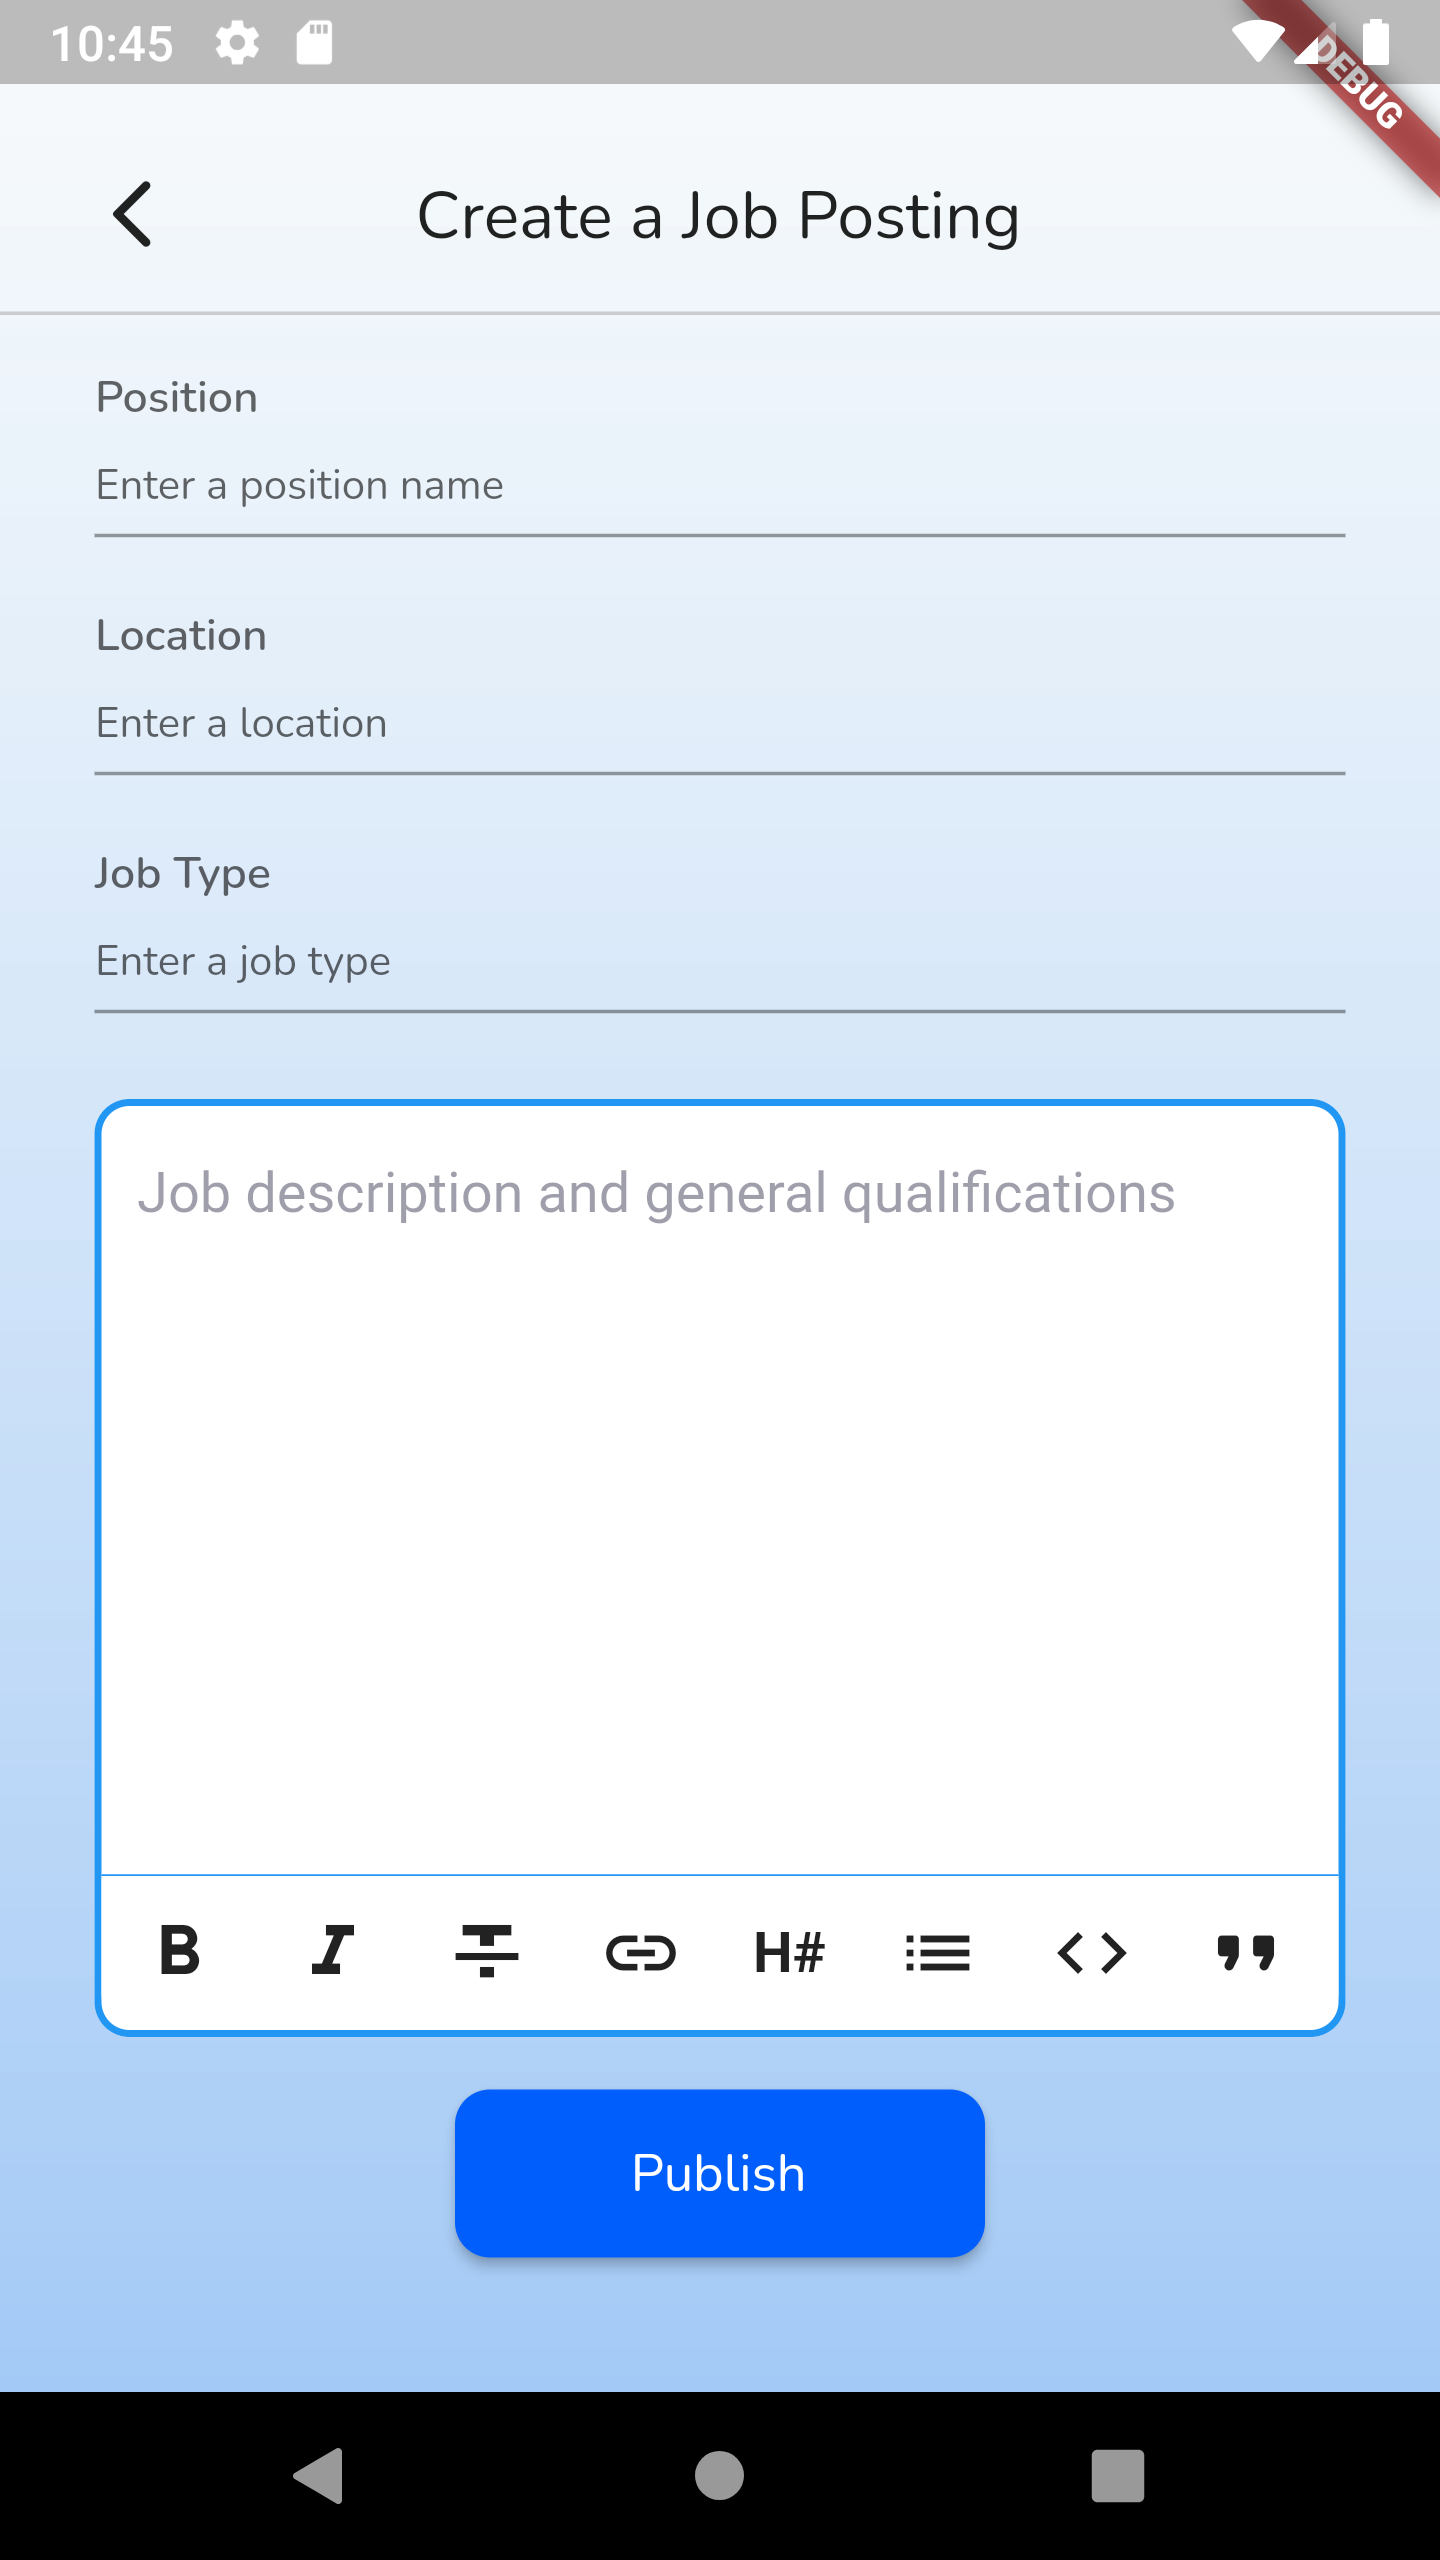 10:45
DEBUG
Create a Job Posting
Position
Enter a position name
Location
Enter a location
Job Type
Enter a job type
Job description and general qualifications
B I T H# < > ❜❜
Publish